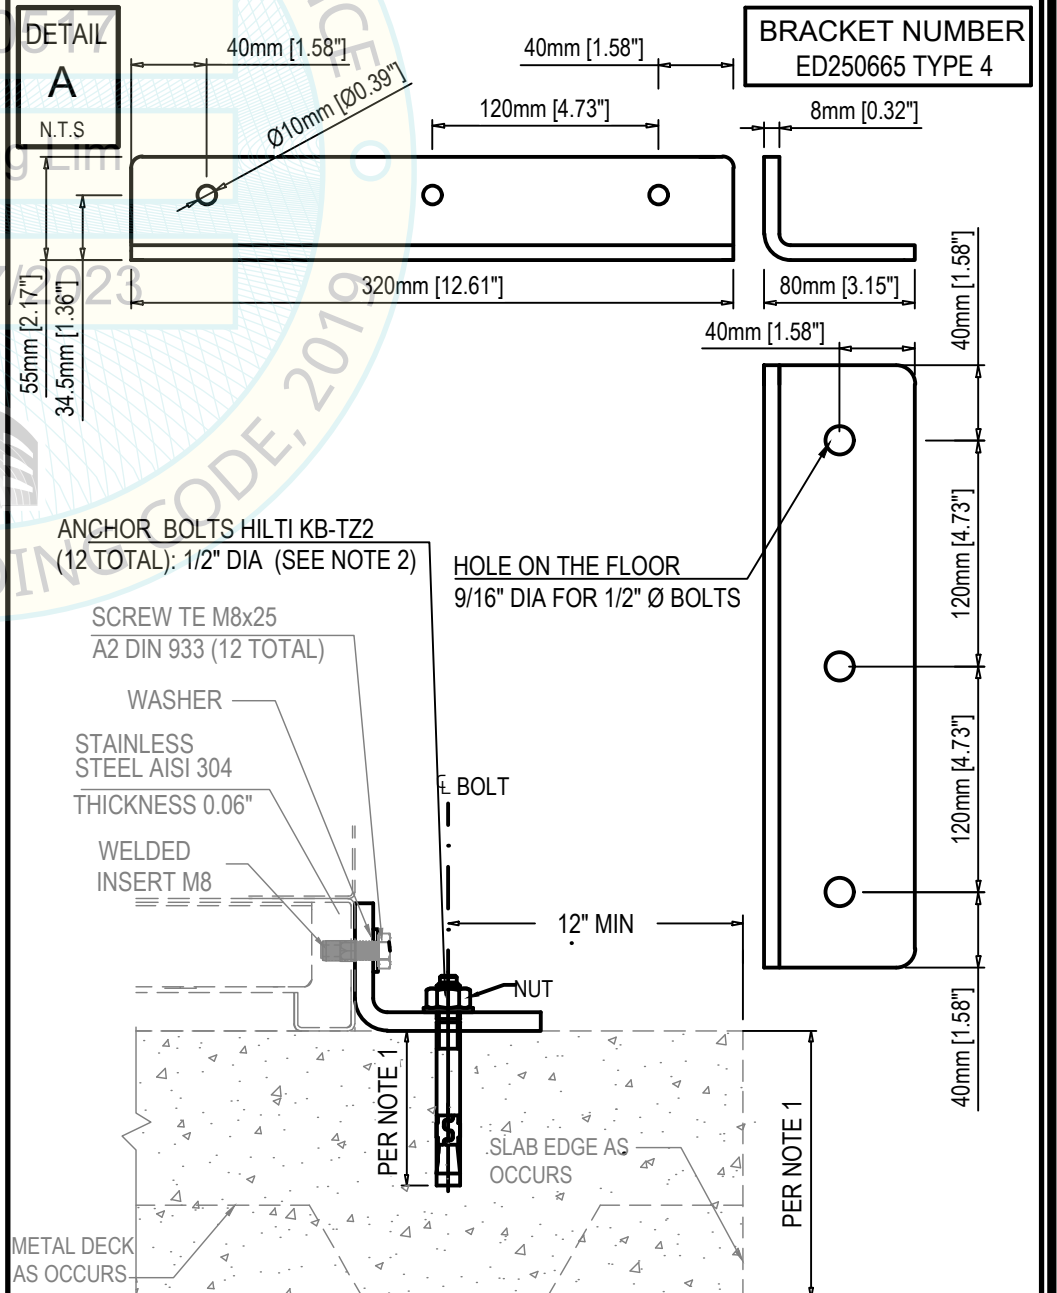 DETAIL
A
N.T.S
BRACKET NUMBER
ED250665 TYPE 4
40mm [1.58"]
40mm [1.58"]
Ø10mm [Ø0.39"]
120mm [4.73"]
8mm [0.32"]
55mm [2.17"]
34.5mm [1.36"]
320mm [12.61"]
80mm [3.15"]
40mm [1.58"]
40mm [1.58"]
120mm [4.73"]
120mm [4.73"]
40mm [1.58"]
ANCHOR BOLTS HILTI KB-TZ2
(12 TOTAL): 1/2" DIA (SEE NOTE 2)
HOLE ON THE FLOOR
9/16" DIA FOR 1/2" Ø BOLTS
SCREW TE M8x25
A2 DIN 933 (12 TOTAL)
WASHER
STAINLESS
STEEL AISI 304
THICKNESS 0.06"
℄ BOLT
WELDED
INSERT M8
12" MIN
NUT
PER NOTE 1
SLAB EDGE AS
OCCURS
PER NOTE 1
METAL DECK
AS OCCURS
/2023
CODE, 2019